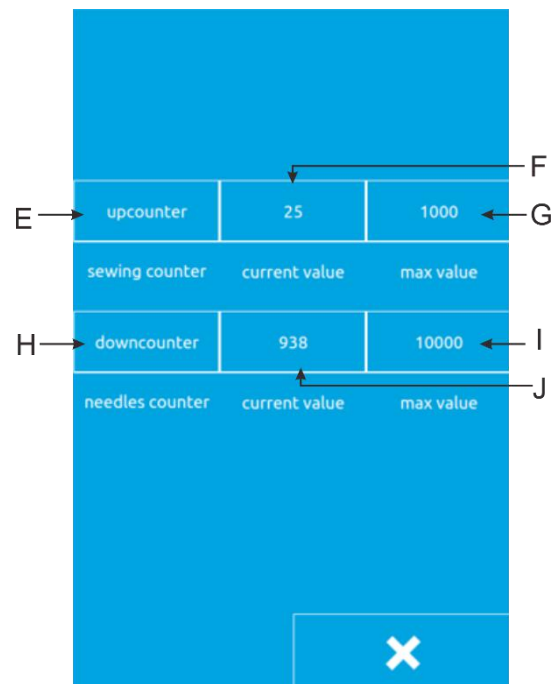 F
E upcounter 25 1000 G
sewing counter current value max value
H downcounter 938 10000 I
J
needles counter current value max value